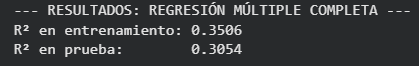 --- RESULTADOS: REGRESIÓN MÚLTIPLE COMPLETA ---
R² en entrenamiento: 0.3506
R² en prueba:        0.3054